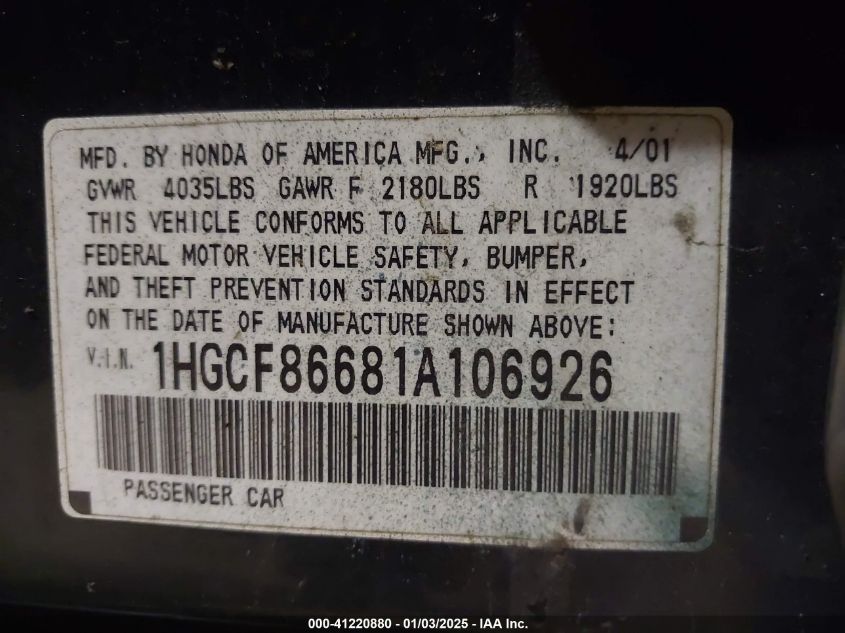 MFD. BY HONDA OF AMERICA MFG., INC. 4/01
GVWR 4035LBS GAWR F 2180LBS R 1920LBS
THIS VEHICLE CONFORMS TO ALL APPLICABLE
FEDERAL MOTOR VEHICLE SAFETY, BUMPER,
AND THEFT PREVENTION STANDARDS IN EFFECT
ON THE DATE OF MANUFACTURE SHOWN ABOVE:
V.I.N. 1HGCF86681A106926
PASSENGER CAR
000-41220880 - 01/03/2025 - IAA Inc.